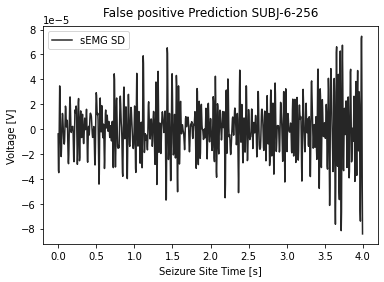 False positive Prediction SUBJ-6-256
1e−5
8
6
4
2
0
−2
−4
−6
−8
sEMG SD
Voltage [V]
0.0 0.5 1.0 1.5 2.0 2.5 3.0 3.5 4.0
Seizure Site Time [s]